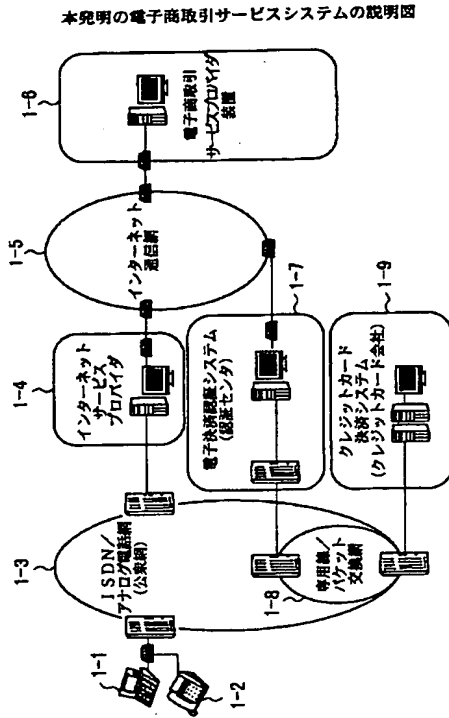 本発明の電子商取引サービスシステムの説明図
1-1
1-2
1-3
ISDN/
アナログ電話網
(公衆網)
1-4
インターネット
サービス
プロバイダ
1-5
インターネット
通信網
1-6
電子商取引
サービスプロバイダ
装置
1-7
電子決済認証システム
(認証センタ)
1-8
専用線/
パケット
交換網
1-9
クレジットカード
決済システム
(クレジットカード会社)